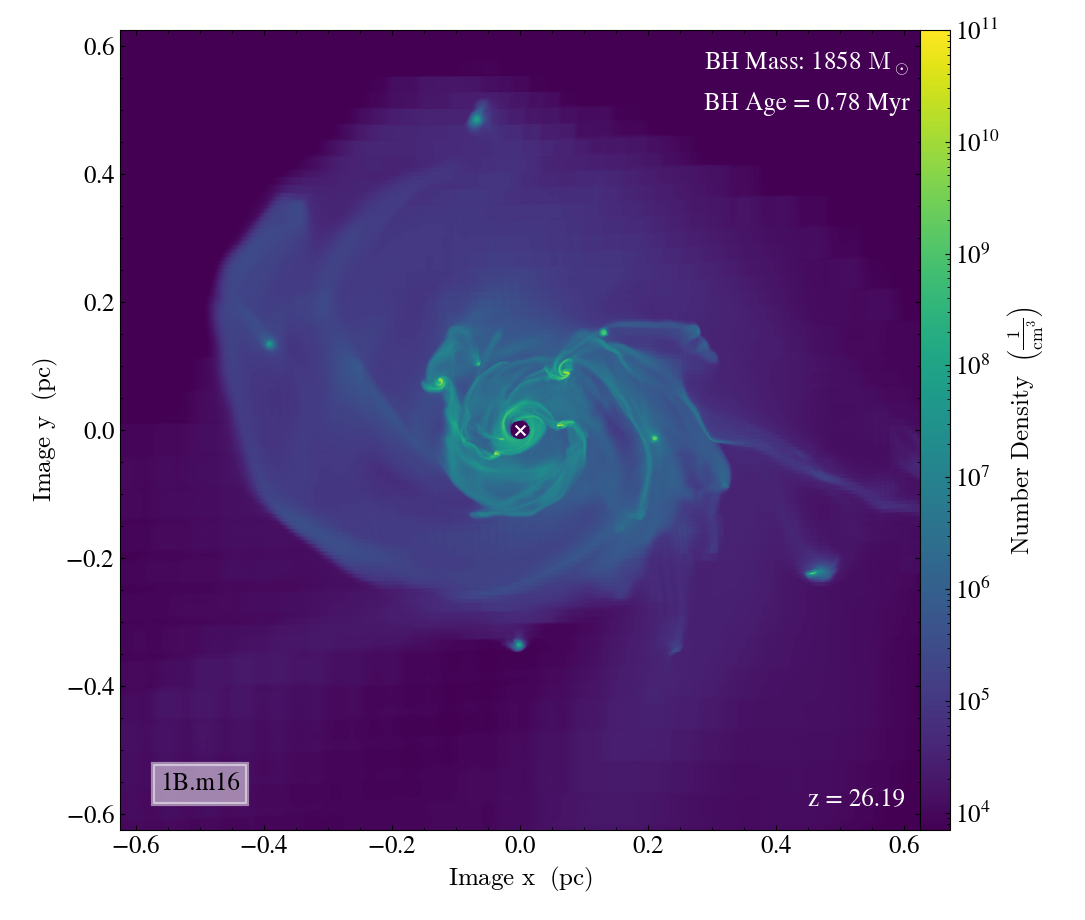 BH Mass: 1858 M⊙
BH Age = 0.78 Myr
1B.m16
z = 26.19
0.6
0.4
0.2
0.0
−0.2
−0.4
−0.6
Image y (pc)
−0.6 −0.4 −0.2 0.0 0.2 0.4 0.6
Image x (pc)
10^11
10^10
10^9
10^8
10^7
10^6
10^5
10^4
Number Density (1/cm^3)